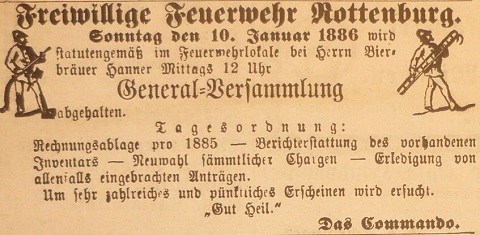 Freiwillige Feuerwehr Rottenburg.
Sonntag den 10. Januar 1886 wird
statutengemäß im Feuerwehrlokale bei Herrn Bier-
bräuer Hanner Mittags 12 Uhr
General-Versammlung
abgehalten.
Tagesordnung:
Rechnungsablage pro 1885 — Berichterstattung des vorhandenen
Inventars — Neuwahl sämmtlicher Chargen — Erledigung von
allenfalls eingebrachten Anträgen.
Um sehr zahlreiches und pünktliches Erscheinen wird ersucht.
„Gut Heil.“
Das Commando.